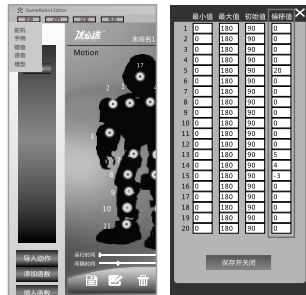 GameRobotEditor
舵机
手柄
键盘
语音
模型
未命名1
Motion
17
2 1
3
8
9
10
11
运行时间
间隔时间
导入动作
添加函数
最小值 最大值 初始值 偏移值
1 0 180 90 0
2 0 180 90 0
3 0 180 90 0
4 0 180 90 0
5 0 180 90 20
6 0 180 90 0
7 0 180 90 0
8 0 180 90 0
9 0 180 90 0
10 0 180 90 0
11 0 180 90 0
12 0 180 90 0
13 0 180 90 5
14 0 180 90 4
15 0 180 90 -3
16 0 180 90 0
17 0 180 90 0
18 0 180 90 0
19 0 180 90 0
20 0 180 90 0
保存并关闭